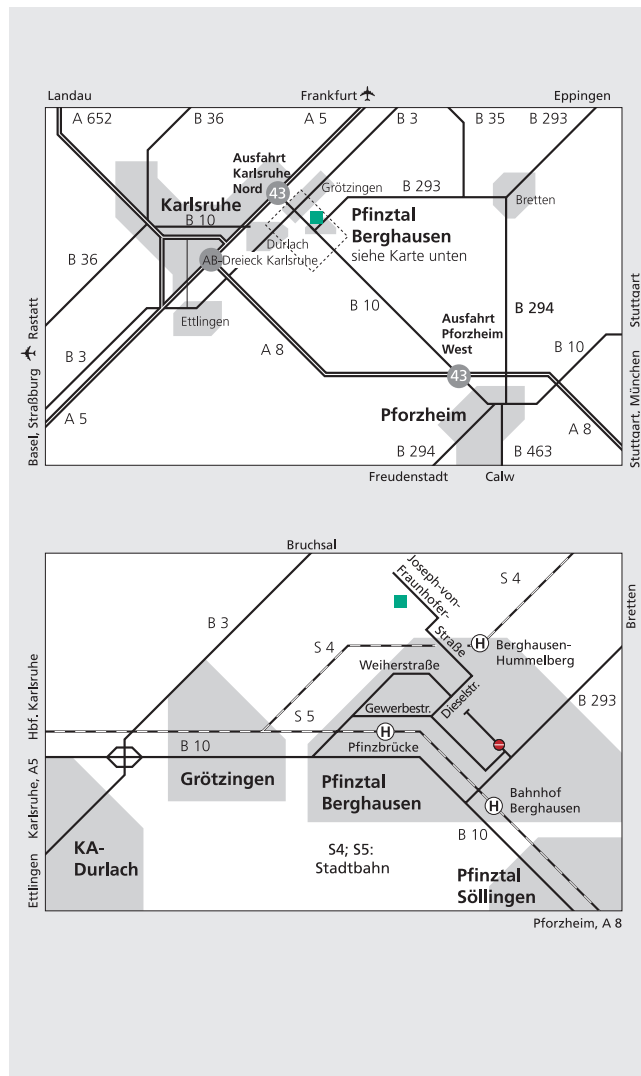 Landau
Frankfurt
Eppingen
A 652
B 36
A 5
B 3
B 35
B 293
Ausfahrt
Karlsruhe
Nord
43
Grötzingen
B 293
Karlsruhe
Bretten
B 10
Pfinztal
Berghausen
siehe Karte unten
Durlach
AB-Dreieck Karlsruhe
B 36
B 10
B 294
Ettlingen
Ausfahrt
Pforzheim
West
B 3
A 8
B 10
43
A 5
Pforzheim
A 8
B 294
B 463
Freudenstadt
Calw
Basel, Straßburg
Rastatt
Stuttgart
Stuttgart, München
Bruchsal
Joseph-von-
Fraunhofer-
Straße
S 4
B 3
S 4
H
Berghausen-
Hummelberg
Weiherstraße
Dieselstr.
B 293
Gewerbestr.
S 5
H
Pfinzbrücke
B 10
Grötzingen
Pfinztal
Berghausen
H
Bahnhof
Berghausen
B 10
KA-
Durlach
S4; S5:
Stadtbahn
Pfinztal
Söllingen
Hbf. Karlsruhe
Karlsruhe, A5
Ettlingen
Bretten
Pforzheim, A 8